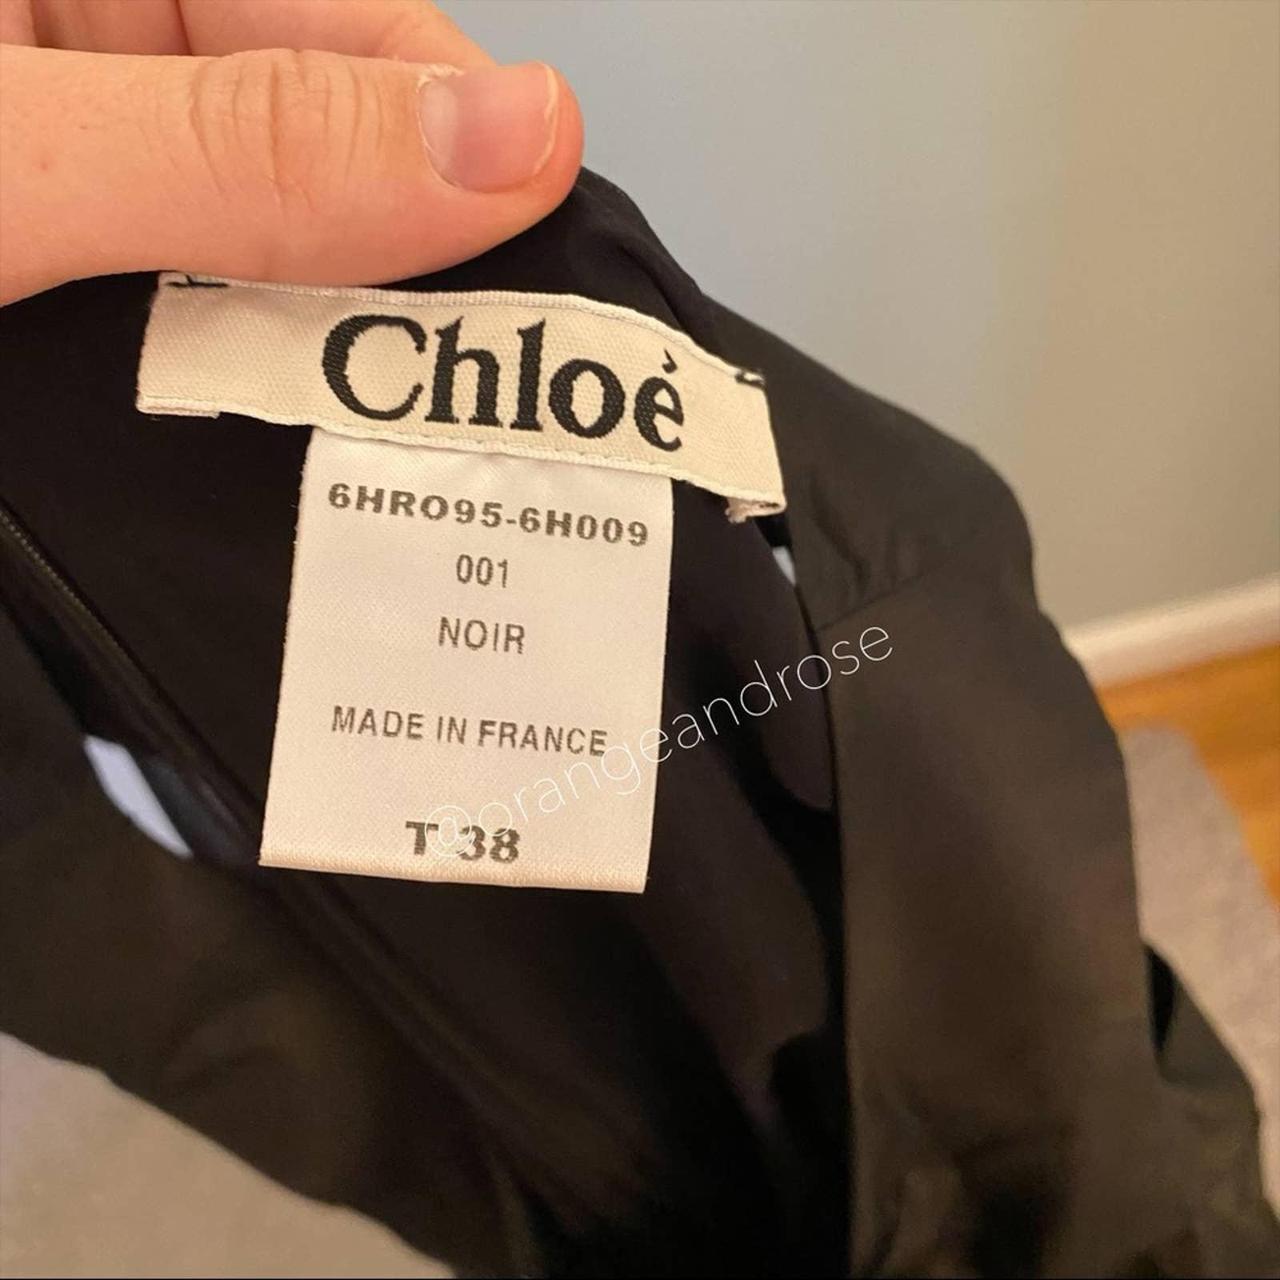 Chloé
6HRO95-6H009
001
NOIR
MADE IN FRANCE
T 38
@orangeandrose